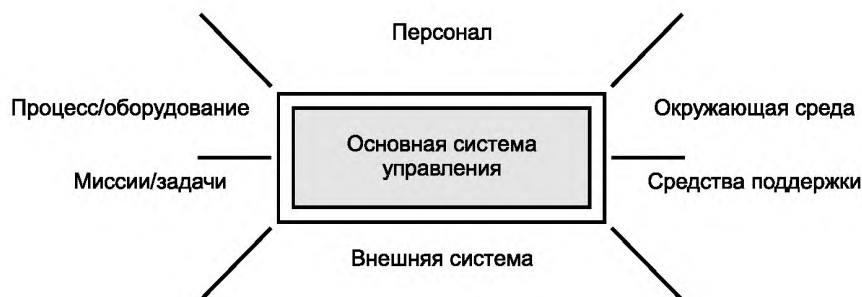 Персонал
Процесс/оборудование
Окружающая среда
Основная система
управления
Миссии/задачи
Средства поддержки
Внешняя система